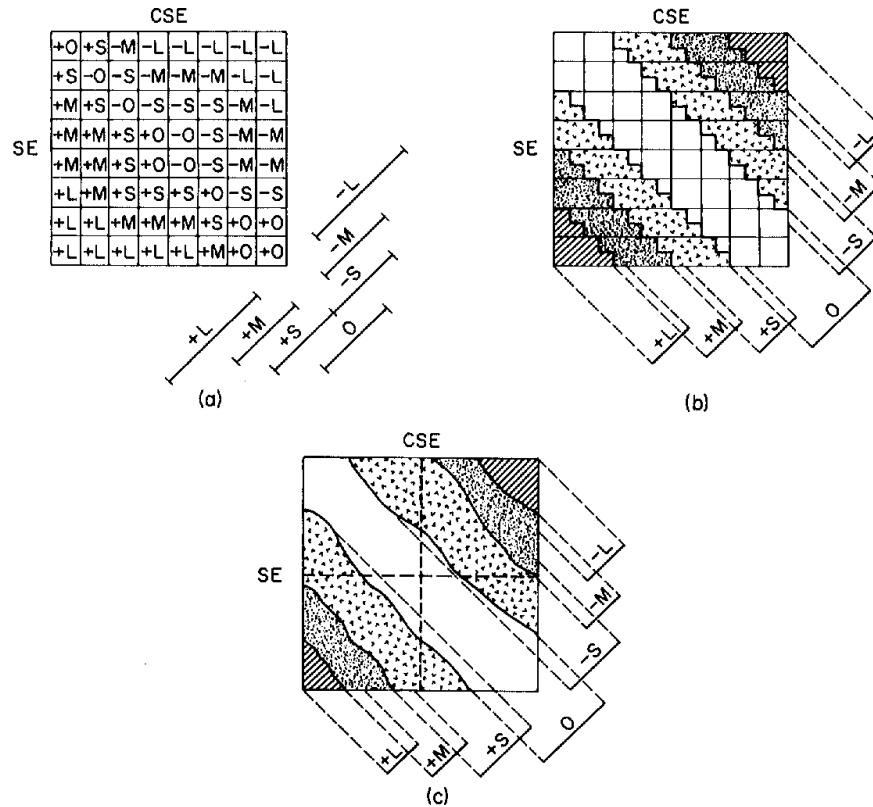 CSE
+O +S -M -L -L -L -L -L
+S -O -S -M -M -M -L -L
+M +S -O -S -S -S -M -L
+M +M +S +O -O -S -M -M
SE
+M +M +S +O -O -S -M -M
+L +M +S +S +S +O -S -S
+L +L +M +M +M +S +O +O
+L +L +L +L +L +M +O +O
-L
-M
-S
O
+S
+M
+L
(a)
CSE
SE
-L
-M
-S
O
+S
+M
+L
(b)
CSE
SE
-L
-M
-S
O
+S
+M
+L
(c)